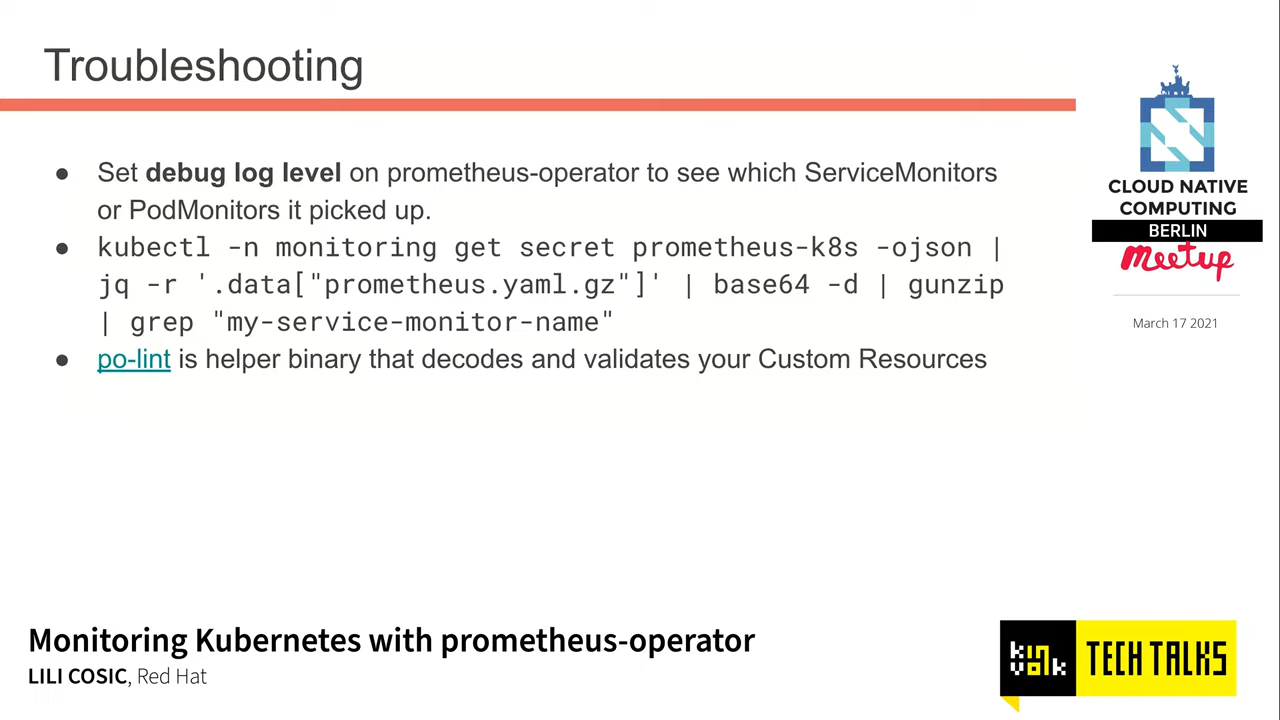 Troubleshooting
● Set debug log level on prometheus-operator to see which ServiceMonitors
or PodMonitors it picked up.
● kubectl -n monitoring get secret prometheus-k8s -ojson |
jq -r '.data["prometheus.yaml.gz"]' | base64 -d | gunzip
| grep "my-service-monitor-name"
● po-lint is helper binary that decodes and validates your Custom Resources
CLOUD NATIVE
COMPUTING
BERLIN
Meetup
March 17 2021
Monitoring Kubernetes with prometheus-operator
LILI COSIC, Red Hat
kinvolk
TECH TALKS